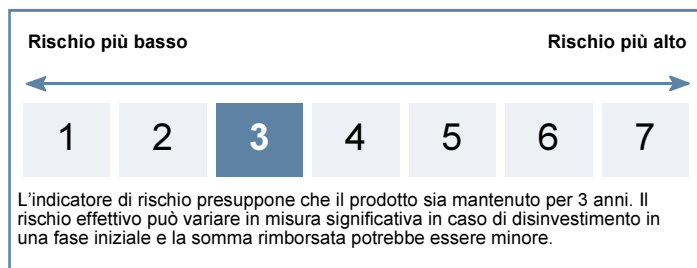 Rischio più basso Rischio più alto
1 2 3 4 5 6 7
L'indicatore di rischio presuppone che il prodotto sia mantenuto per 3 anni. Il
rischio effettivo può variare in misura significativa in caso di disinvestimento in
una fase iniziale e la somma rimborsata potrebbe essere minore.